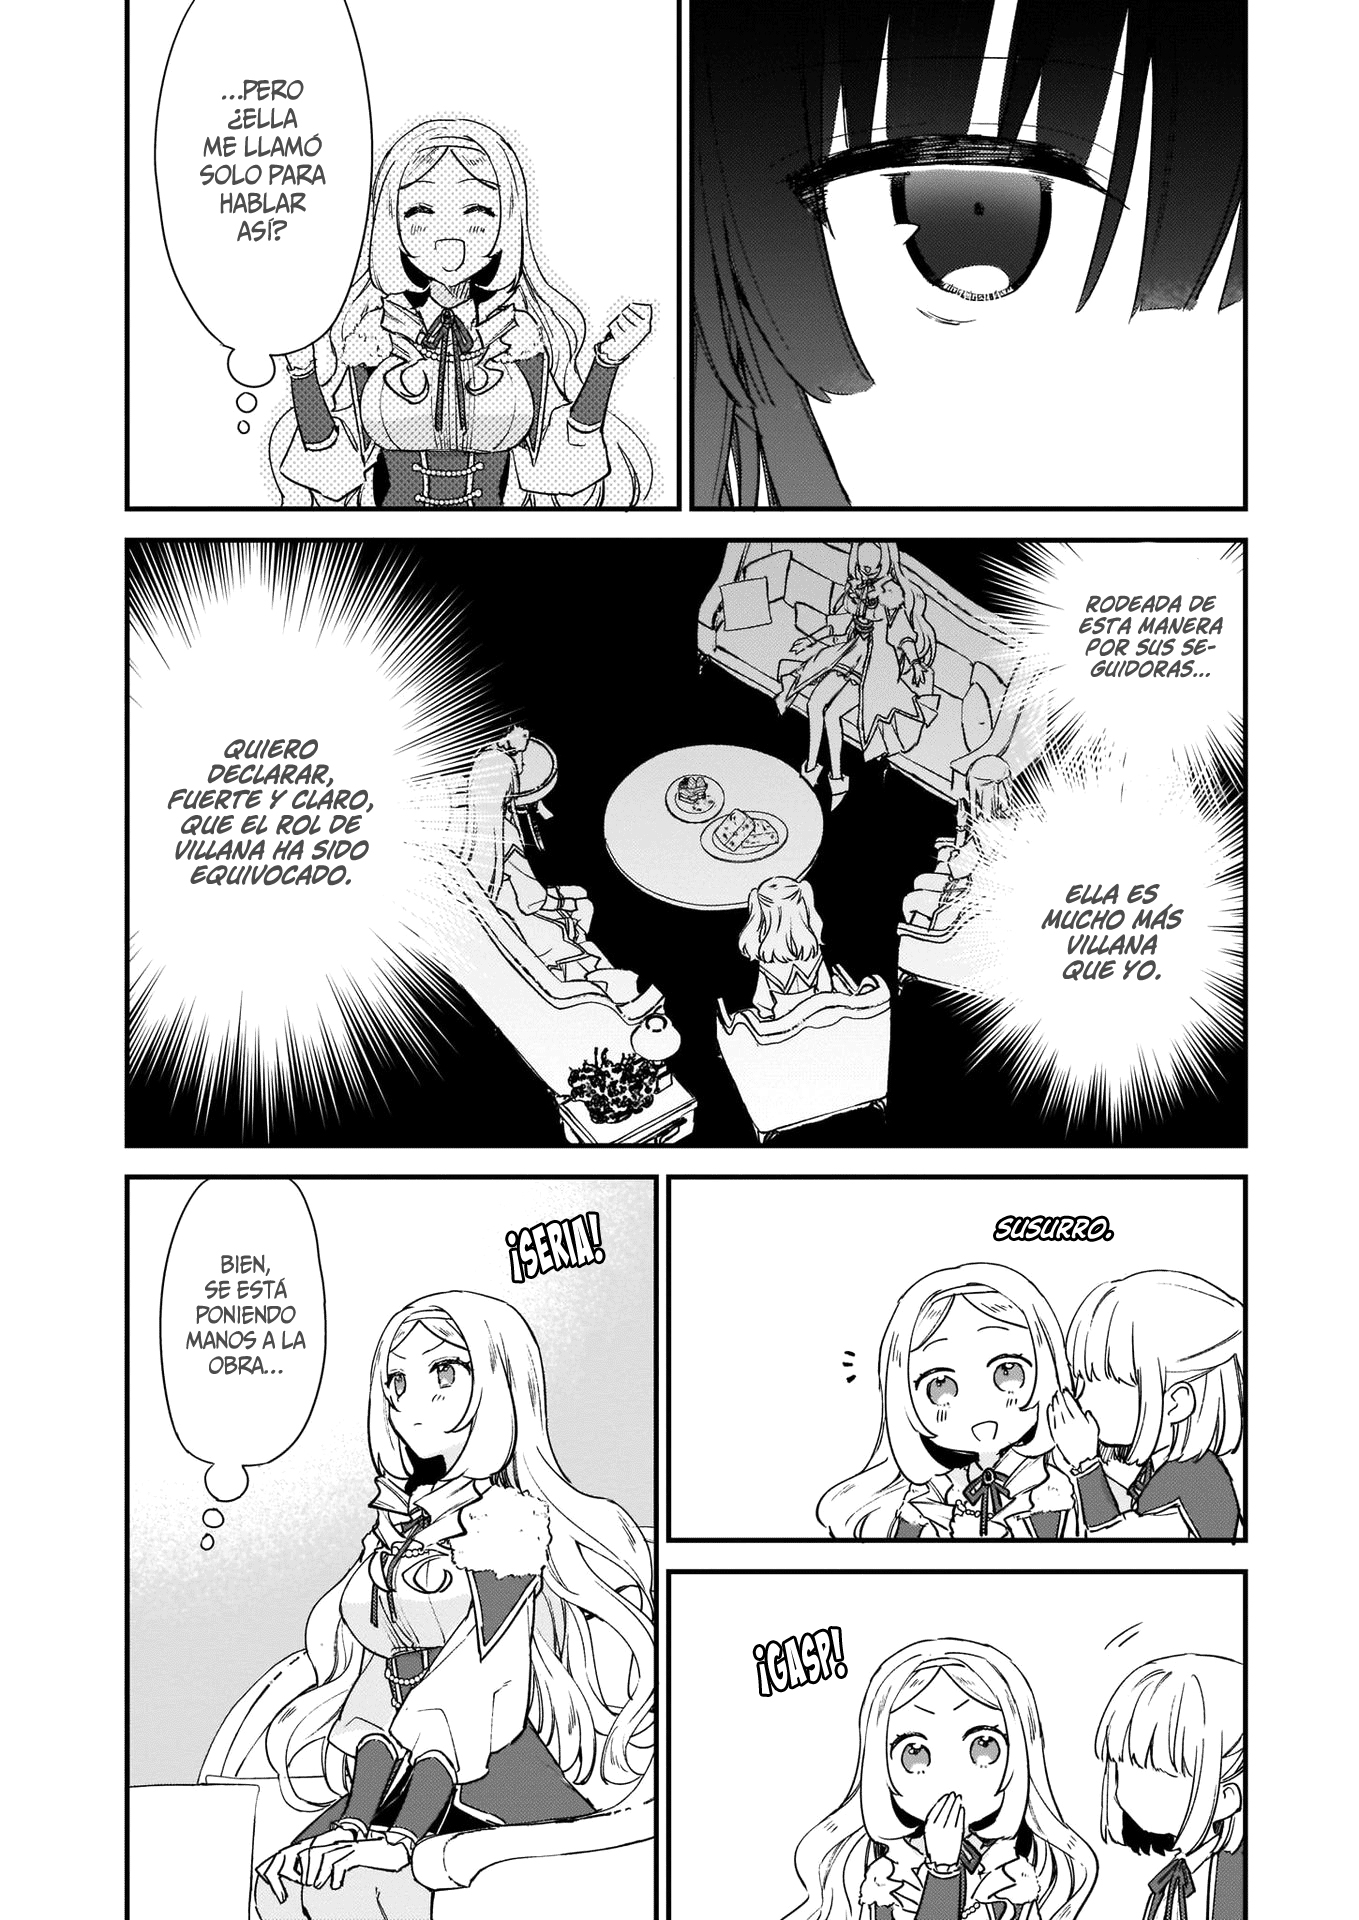 ...PERO
¿ELLA
ME LLAMÓ
SOLO PARA
HABLAR
ASÍ?
RODEADA DE
ESTA MANERA
POR SUS SE-
GUIDORAS...
ELLA ES
MUCHO MÁS
VILLANA
QUE YO.
QUIERO
DECLARAR,
FUERTE Y CLARO,
QUE EL ROL DE
VILLANA HA SIDO
EQUIVOCADO.
SUSURRO.
¡GASP!
¡SERIA!
BIEN,
SE ESTÁ
PONIENDO
MANOS A LA
OBRA...